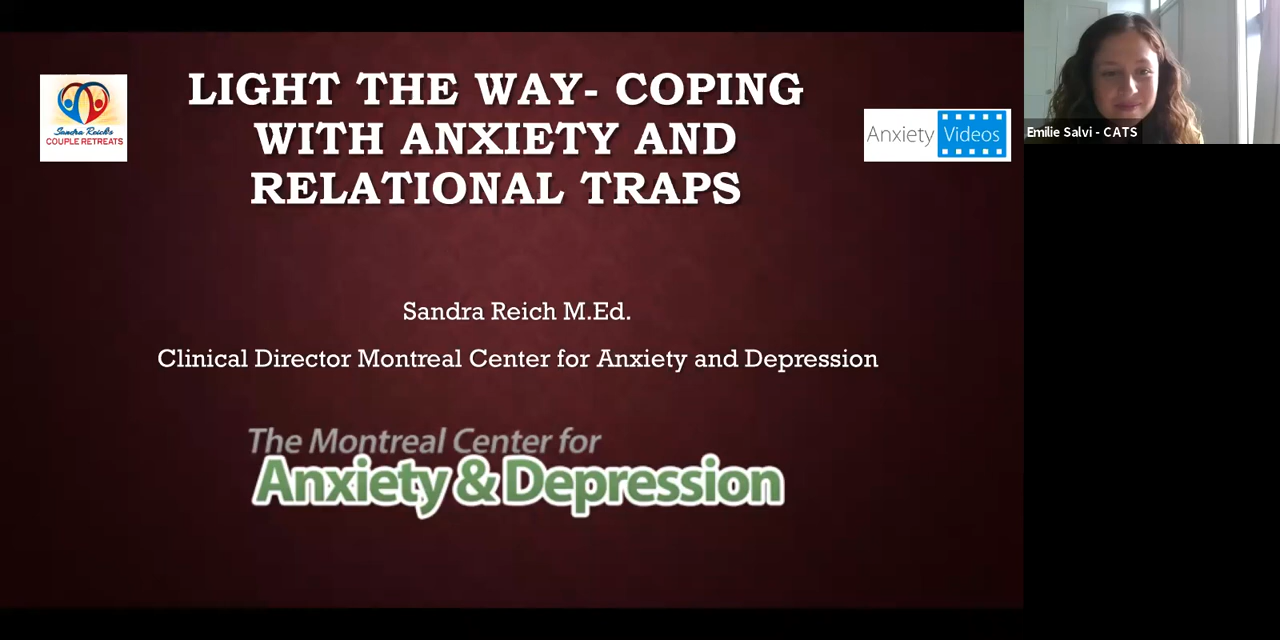 LIGHT THE WAY- COPING
WITH ANXIETY AND
RELATIONAL TRAPS
Sandra Reich's
COUPLE RETREATS
Anxiety Videos
Emilie Salvi - CATS
Sandra Reich M.Ed.
Clinical Director Montreal Center for Anxiety and Depression
The Montreal Center for
Anxiety & Depression